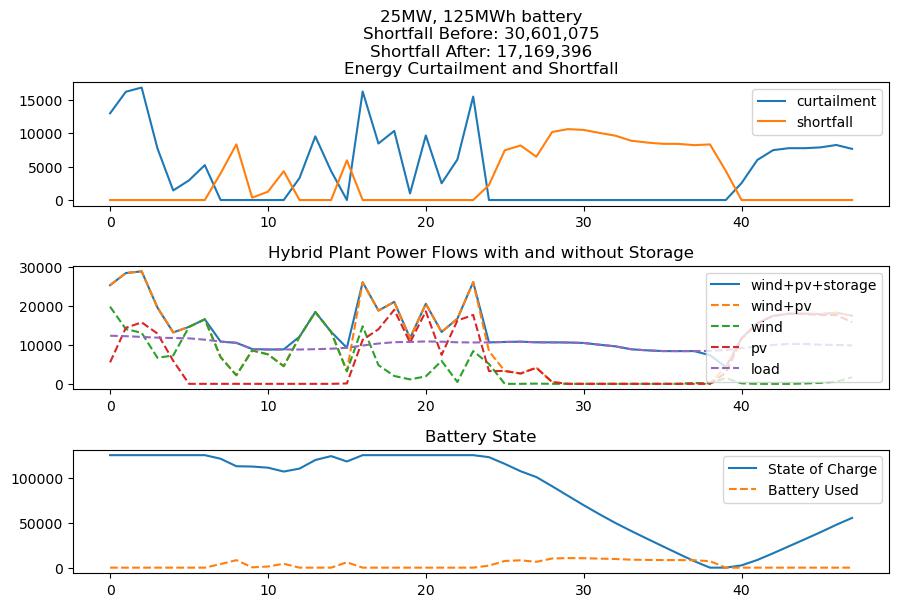 25MW, 125MWh battery
Shortfall Before: 30,601,075
Shortfall After: 17,169,396
Energy Curtailment and Shortfall
15000
10000
5000
0
curtailment
shortfall
0 10 20 30 40
Hybrid Plant Power Flows with and without Storage
30000
20000
10000
0
wind+pv+storage
wind+pv
wind
pv
load
0 10 20 30 40
Battery State
100000
50000
0
State of Charge
Battery Used
0 10 20 30 40